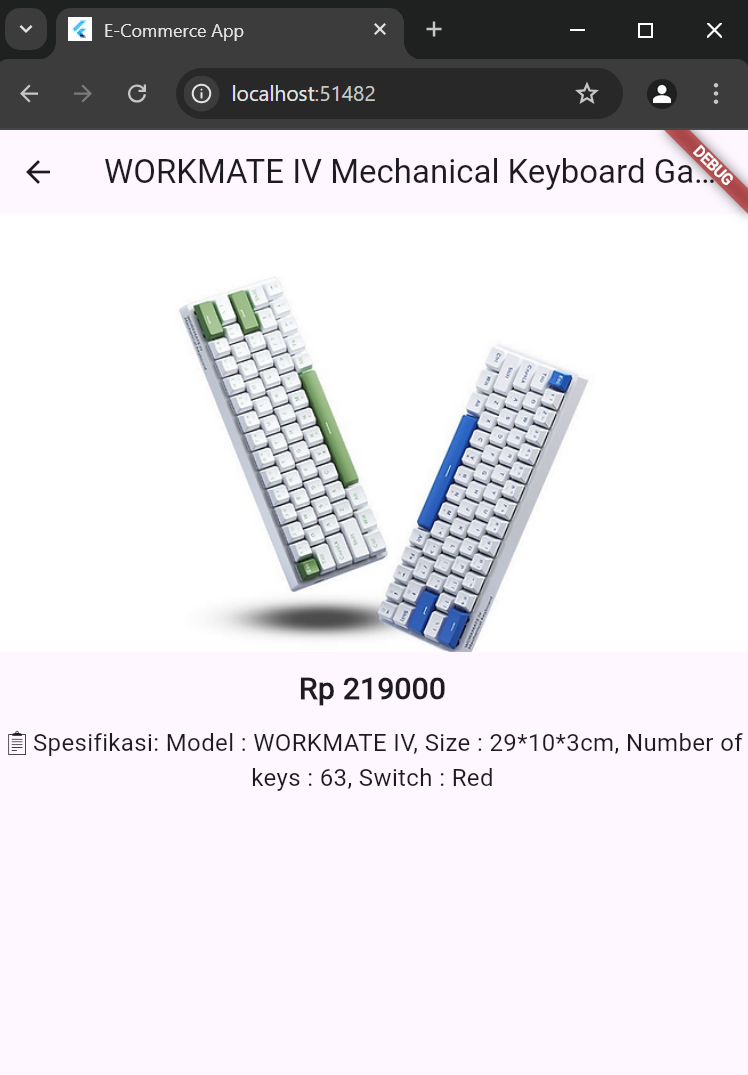 E-Commerce App
localhost:51482
WORKMATE IV Mechanical Keyboard Ga...
DEBUG
Rp 219000
📋 Spesifikasi: Model : WORKMATE IV, Size : 29*10*3cm, Number of
keys : 63, Switch : Red